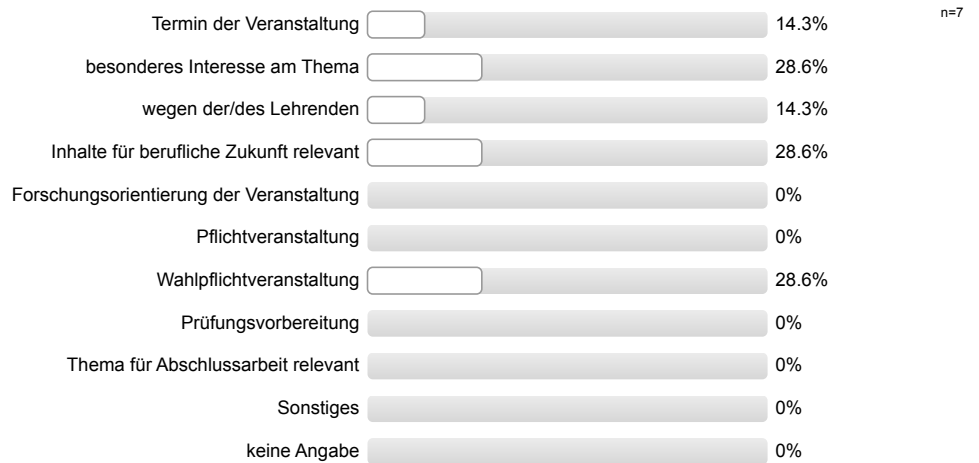 n=7
Termin der Veranstaltung 14.3%
besonderes Interesse am Thema 28.6%
wegen der/des Lehrenden 14.3%
Inhalte für berufliche Zukunft relevant 28.6%
Forschungsorientierung der Veranstaltung 0%
Pflichtveranstaltung 0%
Wahlpflichtveranstaltung 28.6%
Prüfungsvorbereitung 0%
Thema für Abschlussarbeit relevant 0%
Sonstiges 0%
keine Angabe 0%